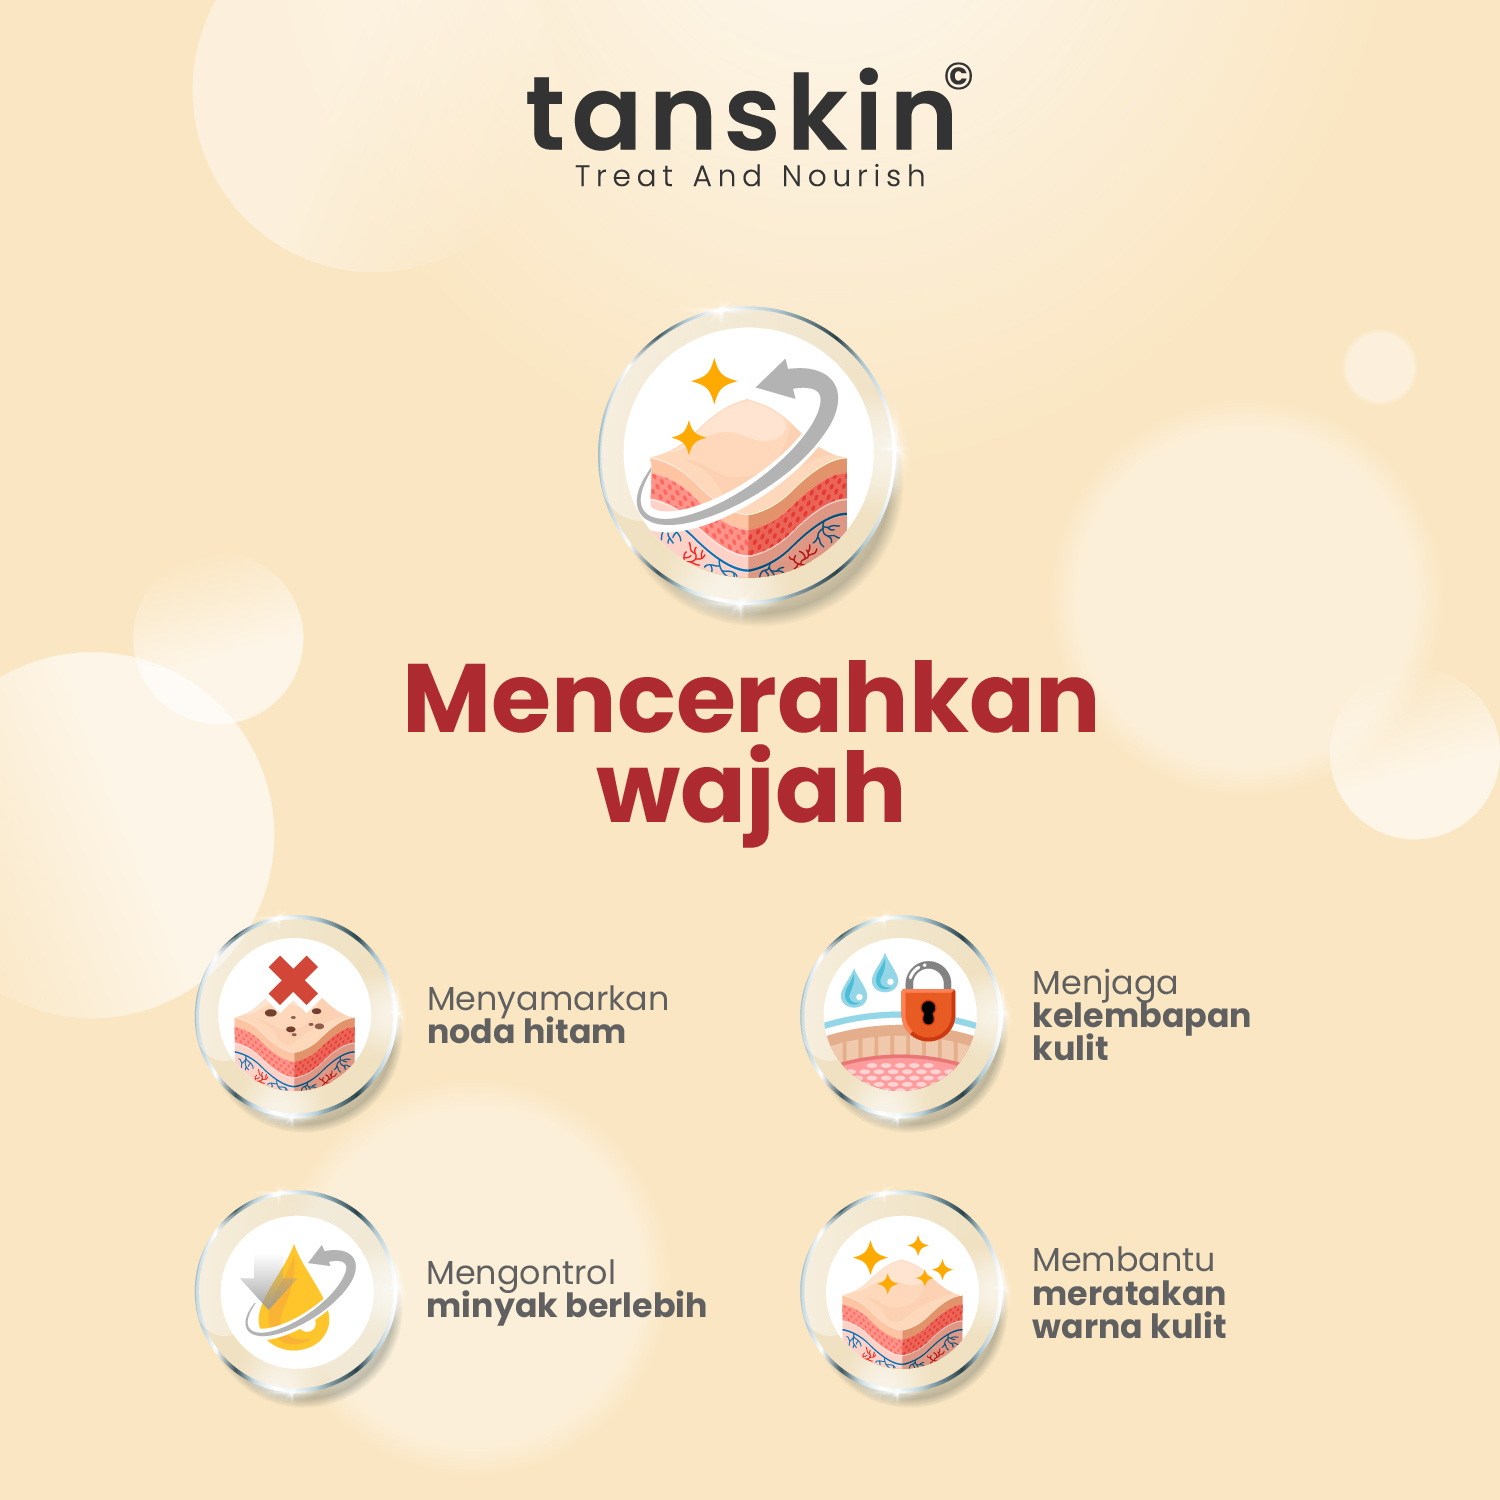 tanskin©
Treat And Nourish
Mencerahkan
wajah
Menyamarkan
noda hitam
Menjaga
kelembapan
kulit
Mengontrol
minyak berlebih
Membantu
meratakan
warna kulit